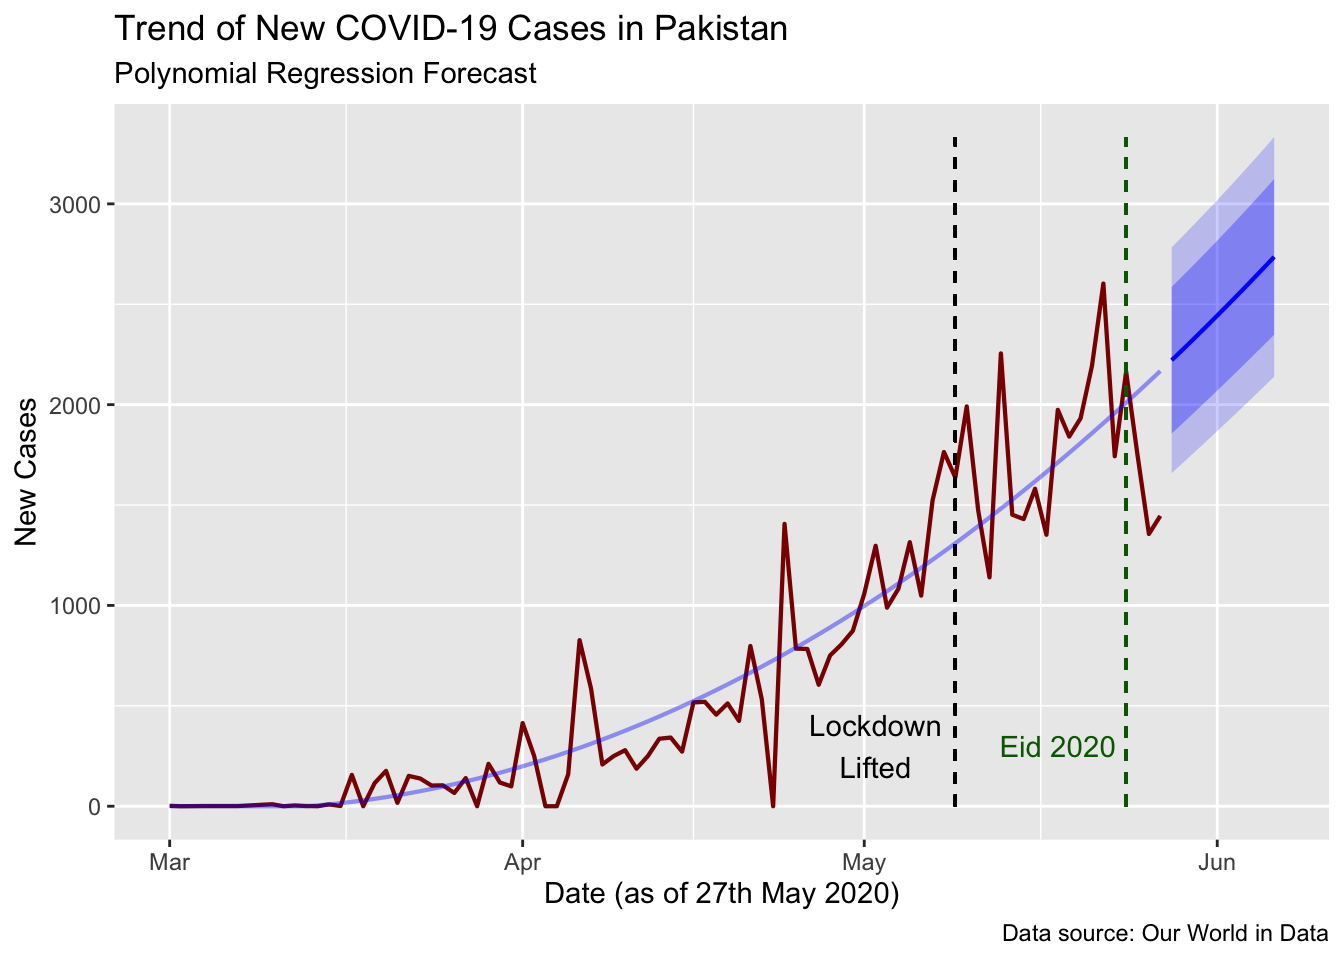 Trend of New COVID-19 Cases in Pakistan
Polynomial Regression Forecast
New Cases
3000
2000
1000
0
Lockdown
Lifted
Eid 2020
Mar
Apr
May
Jun
Date (as of 27th May 2020)
Data source: Our World in Data